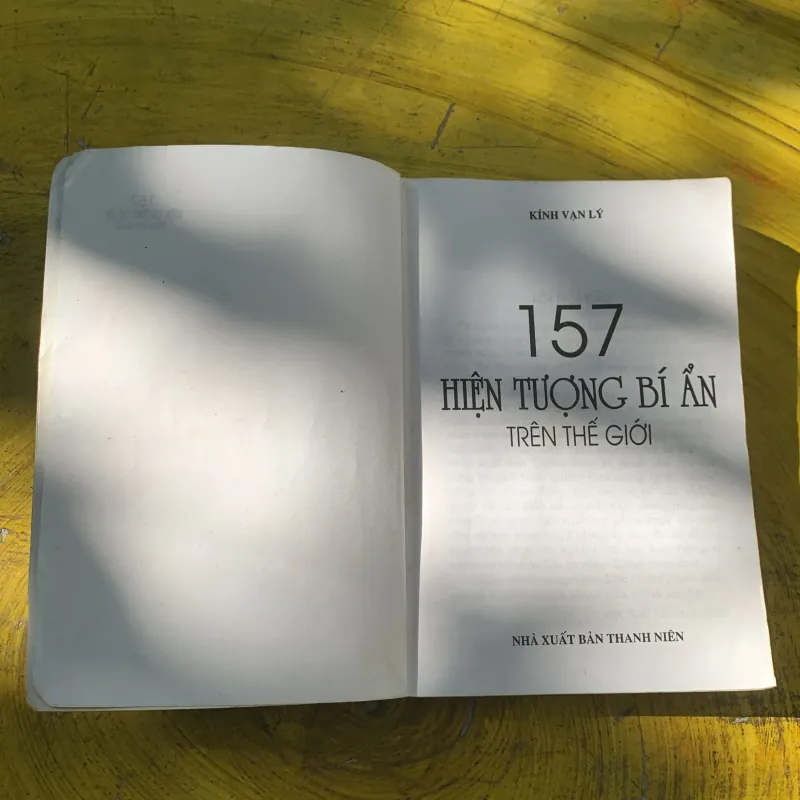 KÍNH VẠN LÝ
157
HIỆN TƯỢNG BÍ ẨN
TRÊN THẾ GIỚI
NHÀ XUẤT BẢN THANH NIÊN